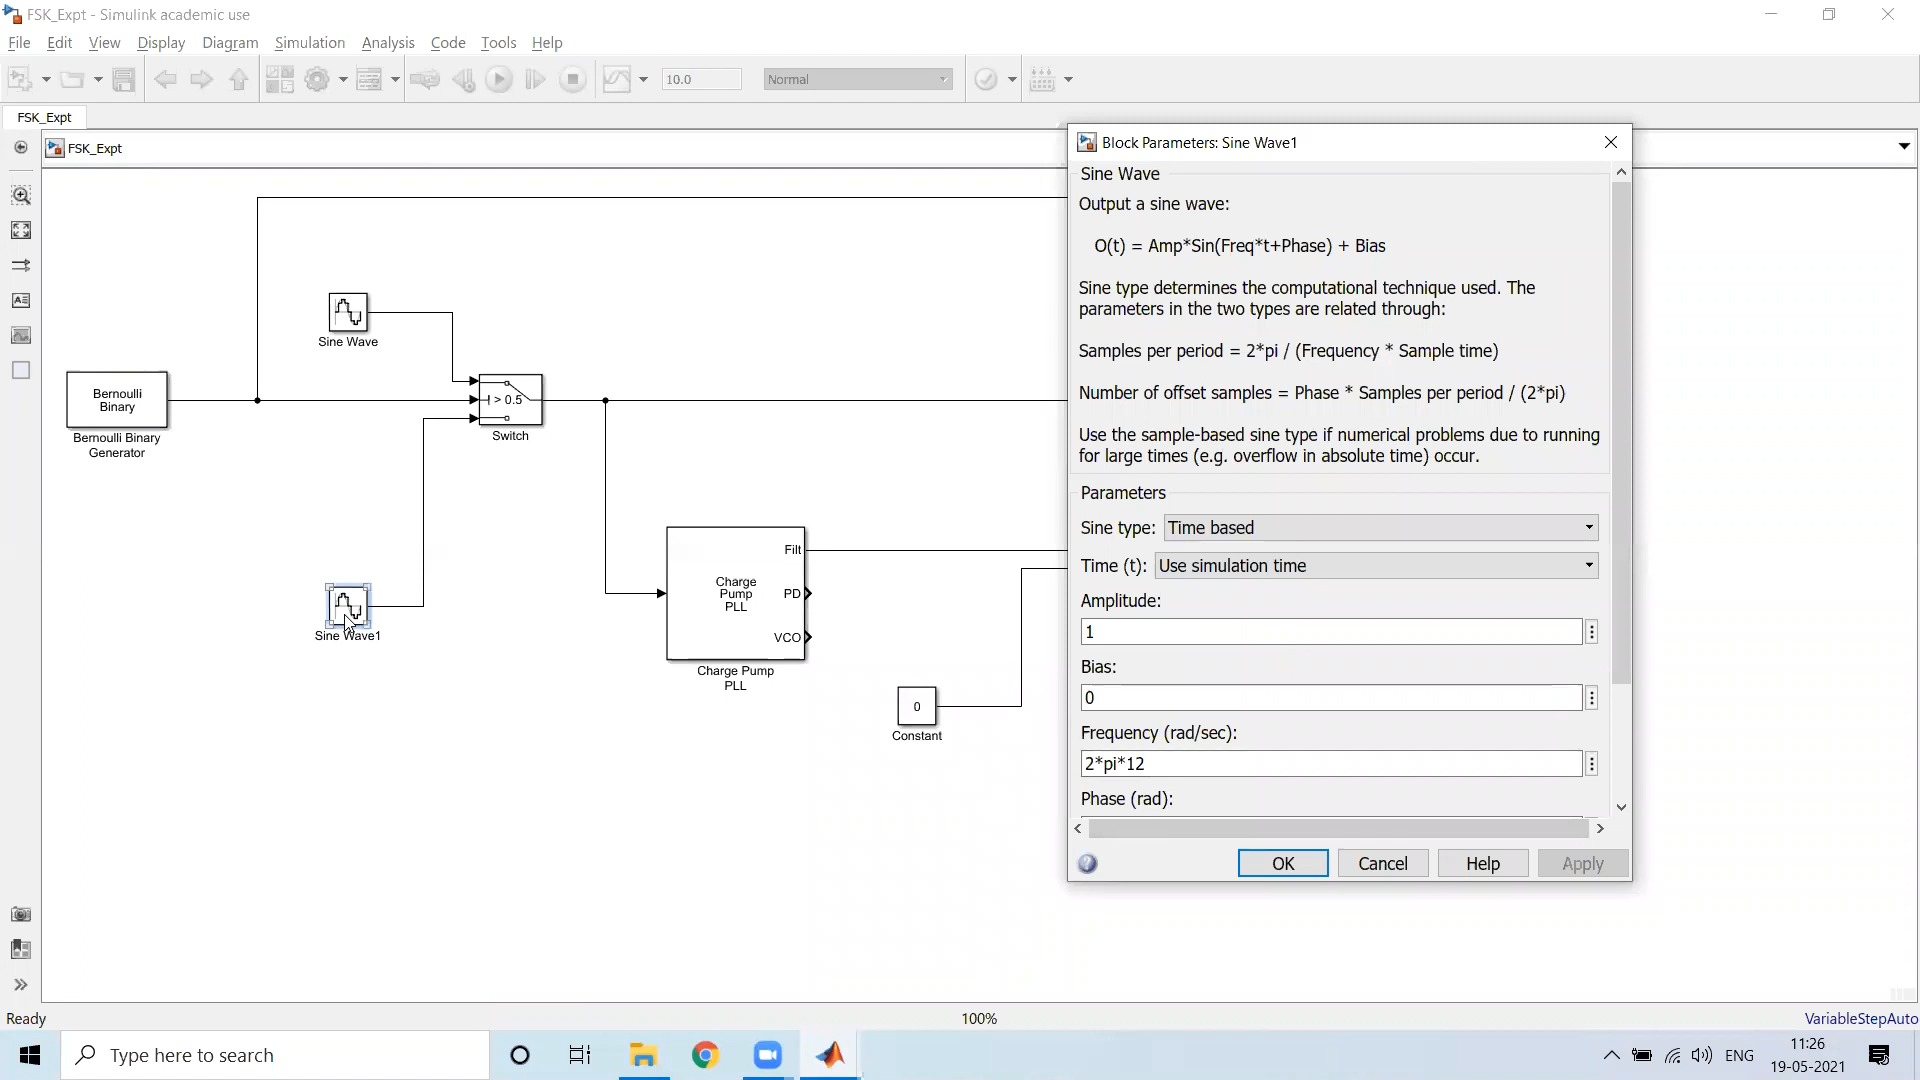 FSK_Expt - Simulink academic use
File Edit View Display Diagram Simulation Analysis Code Tools Help
10.0 Normal
FSK_Expt
FSK_Expt
Sine Wave
Bernoulli
Binary
Bernoulli Binary
Generator
> 0.5
Switch
Sine Wave1
Filt
Charge
Pump
PLL
PD
VCO
Charge Pump
PLL
0
Constant
Block Parameters: Sine Wave1
Sine Wave
Output a sine wave:
O(t) = Amp*Sin(Freq*t+Phase) + Bias
Sine type determines the computational technique used. The
parameters in the two types are related through:
Samples per period = 2*pi / (Frequency * Sample time)
Number of offset samples = Phase * Samples per period / (2*pi)
Use the sample-based sine type if numerical problems due to running
for large times (e.g. overflow in absolute time) occur.
Parameters
Sine type: Time based
Time (t): Use simulation time
Amplitude:
1
Bias:
0
Frequency (rad/sec):
2*pi*12
Phase (rad):
OK Cancel Help Apply
Ready 100% VariableStepAuto
Type here to search
ENG
11:26
19-05-2021